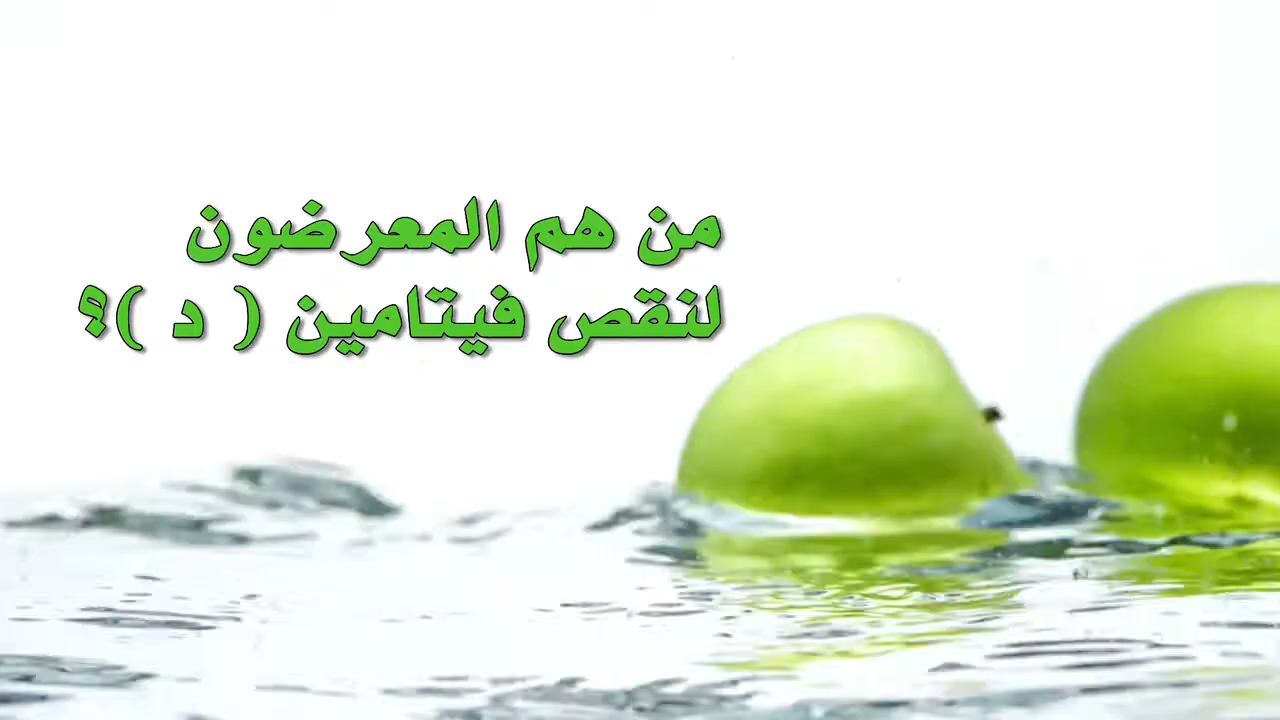 من هم المعرضون
لنقص فيتامين ( د )؟